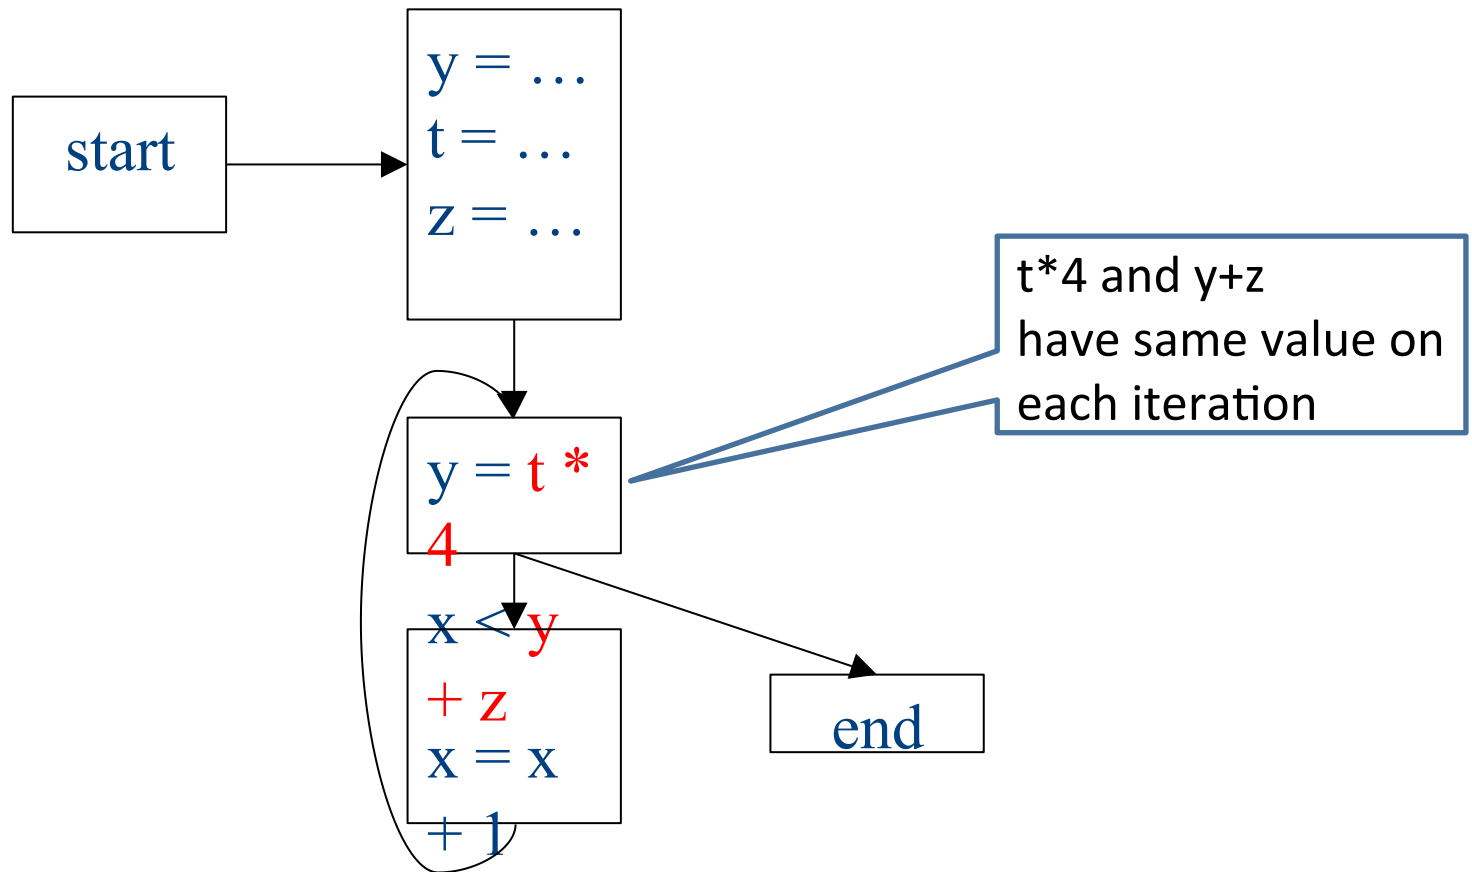 start
y = …
t = …
z = …
t*4 and y+z
have same value on
each iteration
y = t *
4
x < y
+ z
x = x
+ 1
end